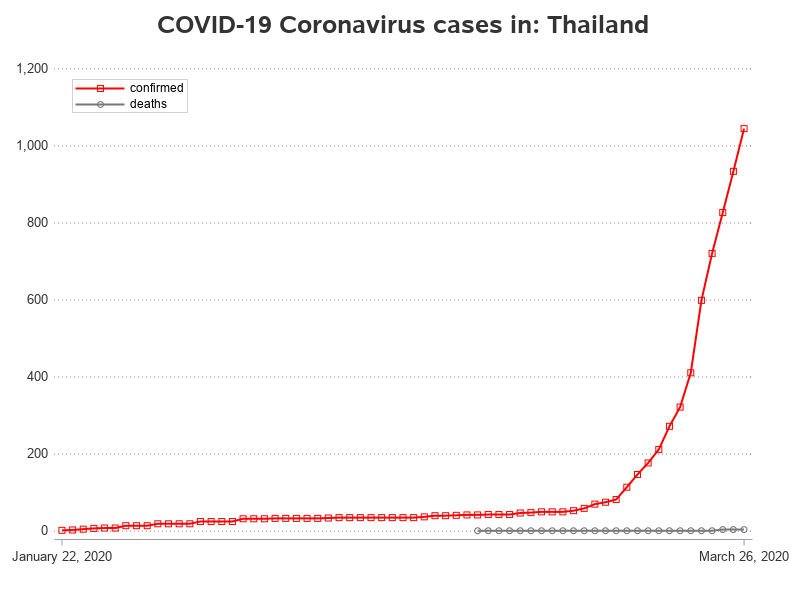 COVID-19 Coronavirus cases in: Thailand
1,200
confirmed
deaths
1,000
800
600
400
200
0
January 22, 2020
March 26, 2020